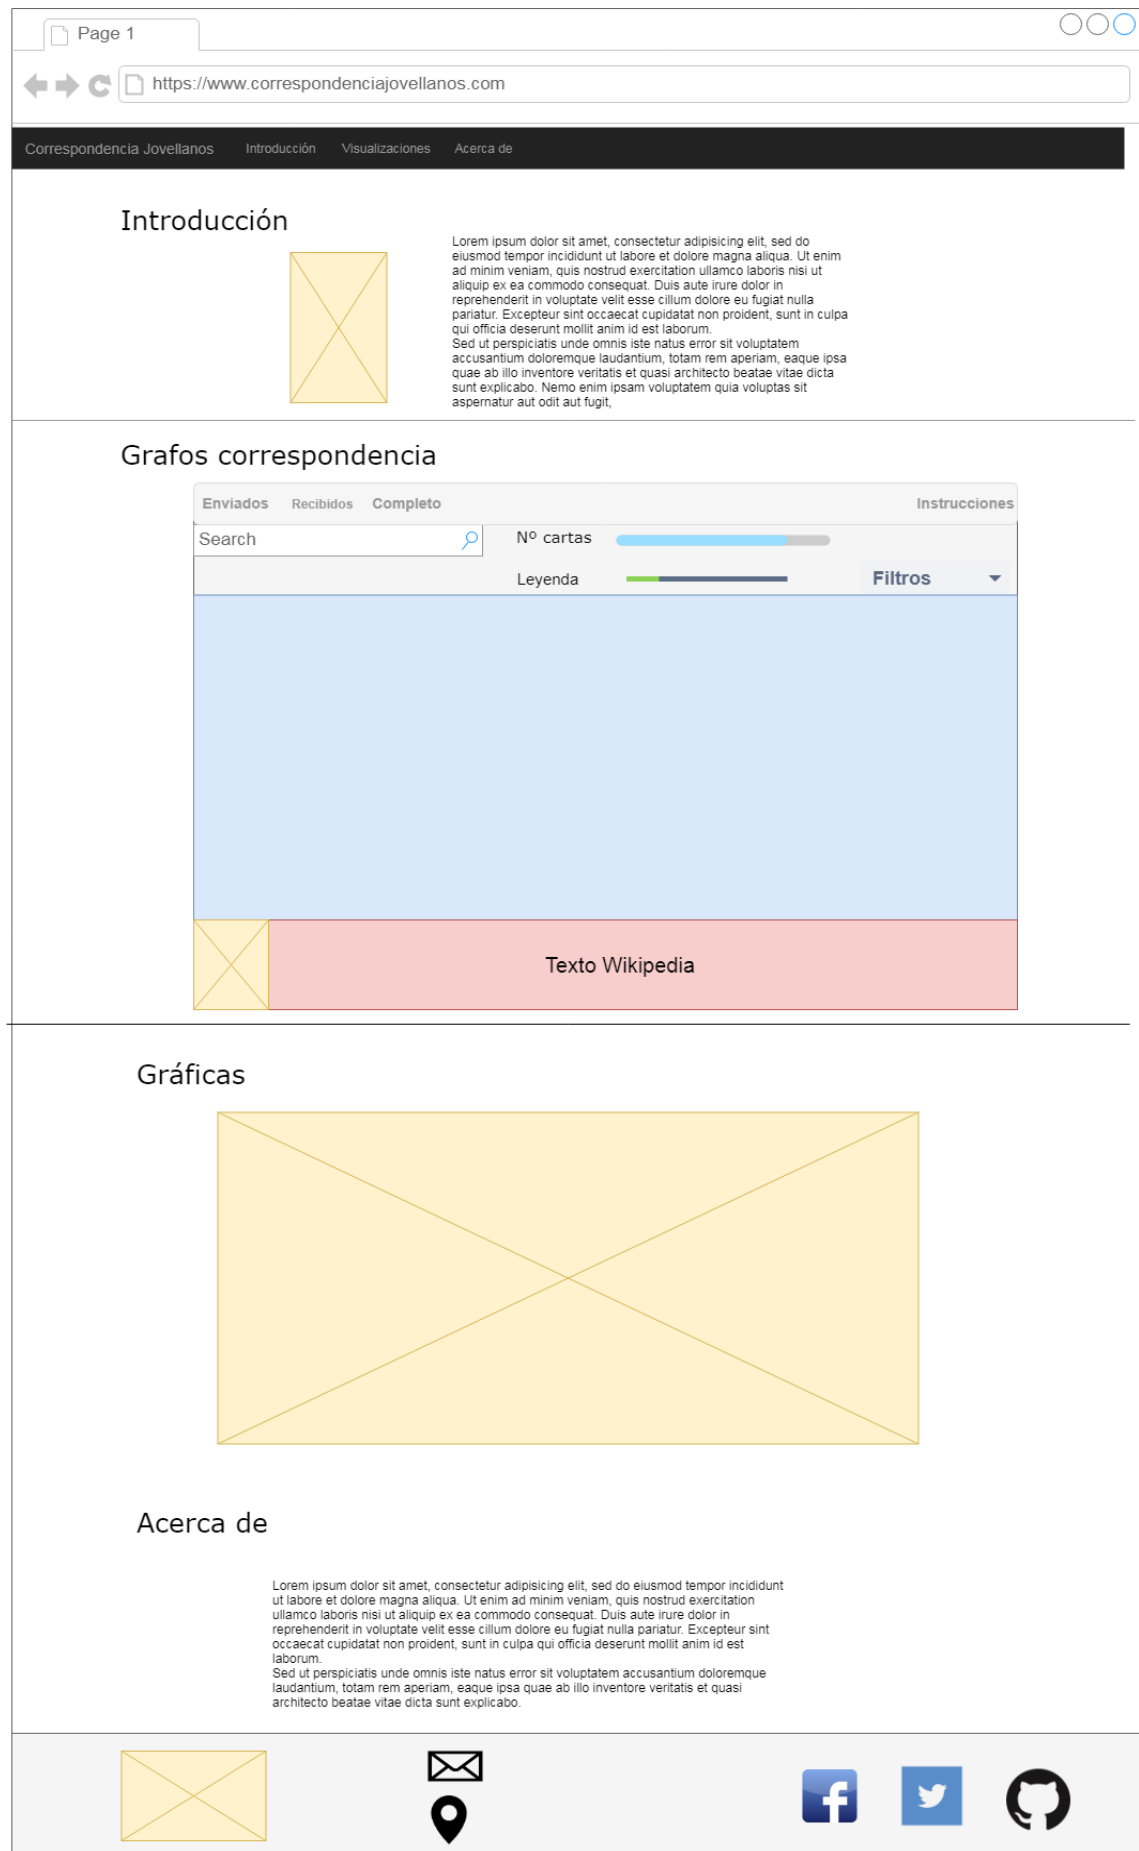 Page 1
https://www.correspondenciajovellanos.com
Correspondencia Jovellanos Introducción Visualizaciones Acerca de
Introducción
Lorem ipsum dolor sit amet, consectetur adipisicing elit, sed do
eiusmod tempor incididunt ut labore et dolore magna aliqua. Ut enim
ad minim veniam, quis nostrud exercitation ullamco laboris nisi ut
aliquip ex ea commodo consequat. Duis aute irure dolor in
reprehenderit in voluptate velit esse cillum dolore eu fugiat nulla
pariatur. Excepteur sint occaecat cupidatat non proident, sunt in culpa
qui officia deserunt mollit anim id est laborum.
Sed ut perspiciatis unde omnis iste natus error sit voluptatem
accusantium doloremque laudantium, totam rem aperiam, eaque ipsa
quae ab illo inventore veritatis et quasi architecto beatae vitae dicta
sunt explicabo. Nemo enim ipsam voluptatem quia voluptas sit
aspernatur aut odit aut fugit,
Grafos correspondencia
Enviados Recibidos Completo Instrucciones
Search Nº cartas
Leyenda Filtros
Texto Wikipedia
Gráficas
Acerca de
Lorem ipsum dolor sit amet, consectetur adipisicing elit, sed do eiusmod tempor incididunt
ut labore et dolore magna aliqua. Ut enim ad minim veniam, quis nostrud exercitation
ullamco laboris nisi ut aliquip ex ea commodo consequat. Duis aute irure dolor in
reprehenderit in voluptate velit esse cillum dolore eu fugiat nulla pariatur. Excepteur sint
occaecat cupidatat non proident, sunt in culpa qui officia deserunt mollit anim id est
laborum.
Sed ut perspiciatis unde omnis iste natus error sit voluptatem accusantium doloremque
laudantium, totam rem aperiam, eaque ipsa quae ab illo inventore veritatis et quasi
architecto beatae vitae dicta sunt explicabo.